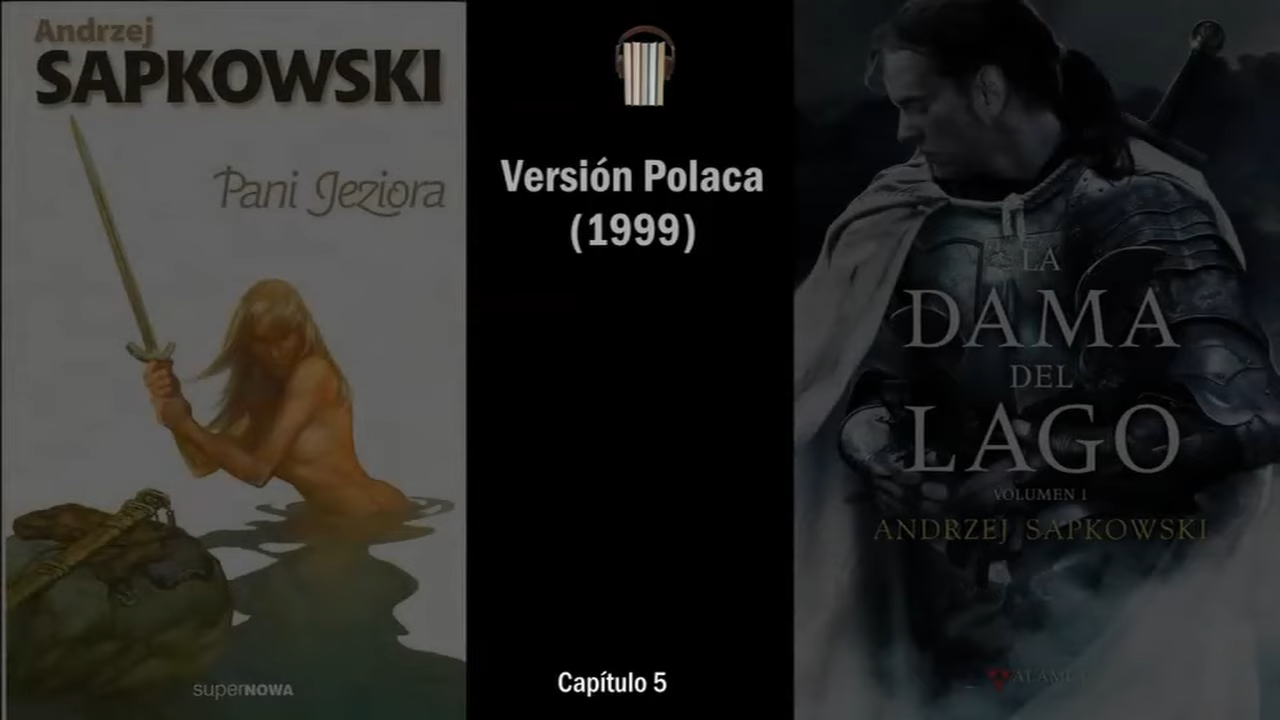 Andrzej
SAPKOWSKI
Pani Jeziora
superNOWA
Versión Polaca
(1999)
Capítulo 5
LA
DAMA
DEL
LAGO
VOLUMEN I
ANDRZEJ SAPKOWSKI